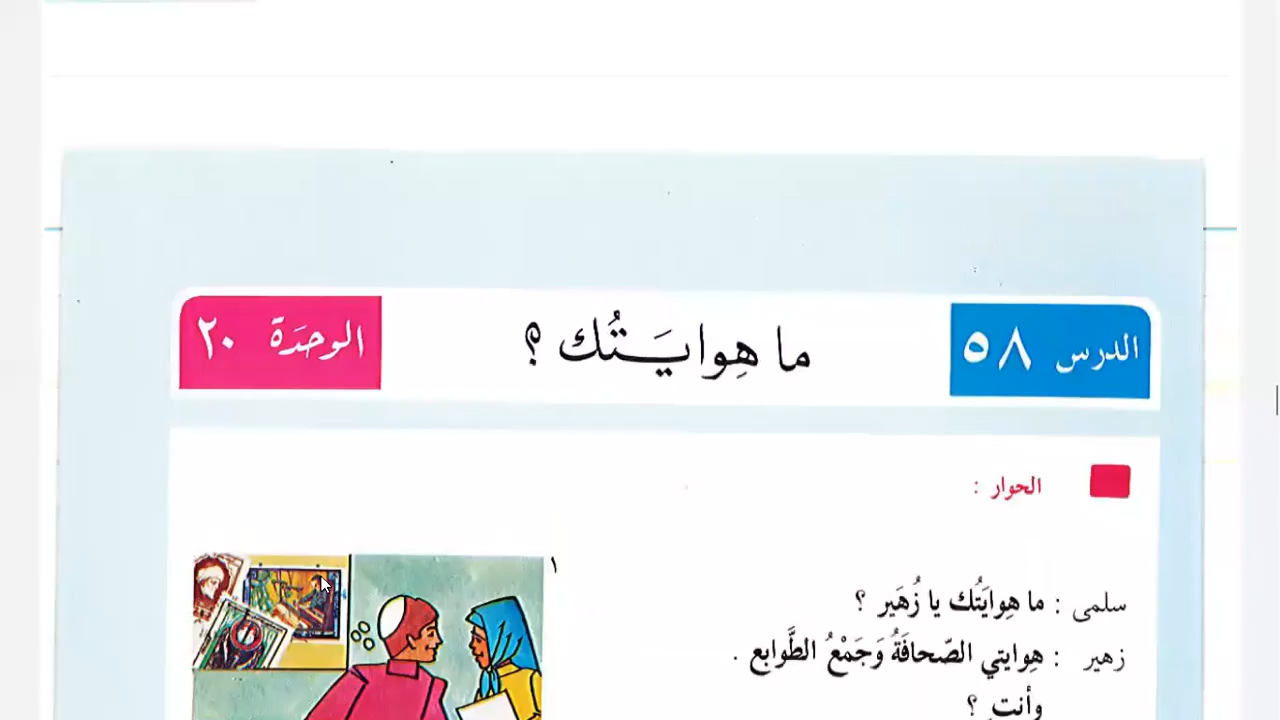 الدرس ٥٨
ما هِوايَـتُك ؟
الوحدَة ٢٠
الحوار :
١
سلمى : ما هِوايَتُك يا زُهَير ؟
زهير : هِوايتي الصّحافَةُ وَجَمْعُ الطَّوابع .
وأنتِ ؟